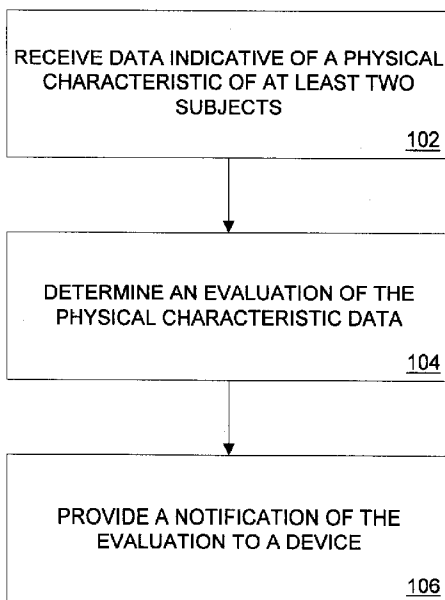 RECEIVE DATA INDICATIVE OF A PHYSICAL
CHARACTERISTIC OF AT LEAST TWO
SUBJECTS
102
DETERMINE AN EVALUATION OF THE
PHYSICAL CHARACTERISTIC DATA
104
PROVIDE A NOTIFICATION OF THE
EVALUATION TO A DEVICE
106